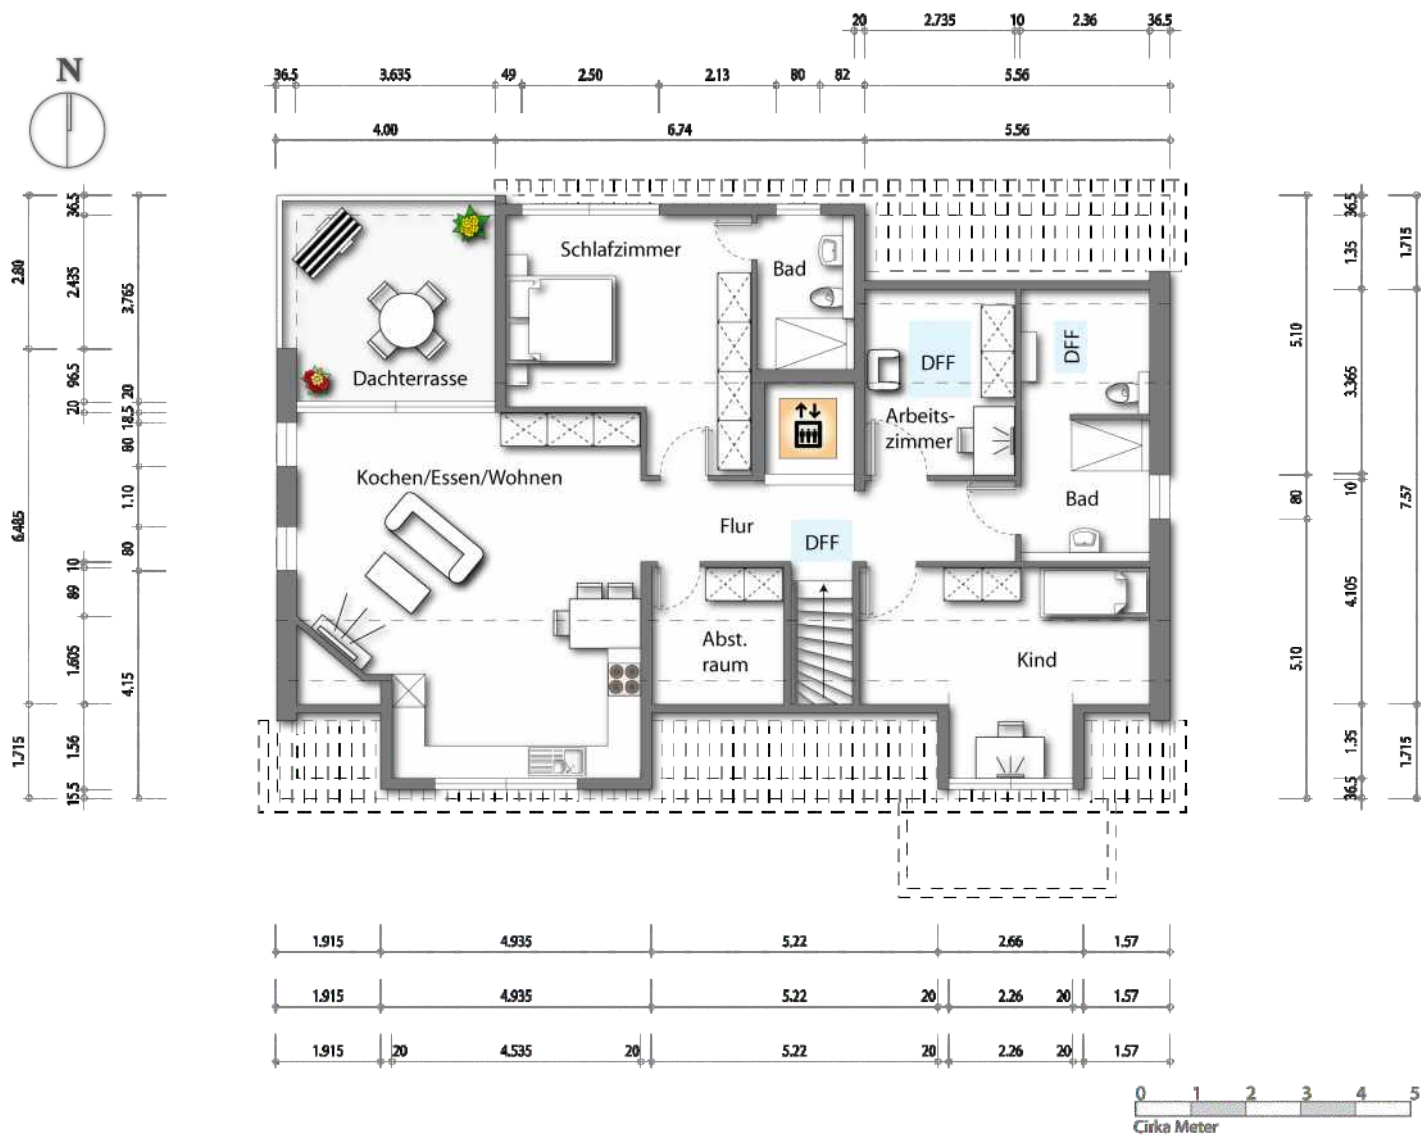 20 2.735 10 2.36 36.5
N
36.5 3.635 49 2.50 2.13 80 82 5.56
4.00 6.74 5.56
2.80
6.485
1.715
36.5
2.435
96.5
20
10
89
1.605
1.56
15.5
3.765
20
18.5
80
1.10
80
4.15
Schlafzimmer
Bad
Dachterrasse
DFF
DFF
Arbeits-
zimmer
Kochen/Essen/Wohnen
Flur
DFF
Bad
Abst.
raum
Kind
5.10
80
5.10
36.5
1.35
3.365
10
4.105
1.35
36.5
1.715
7.57
1.715
1.915 4.935 5.22 2.66 1.57
1.915 4.935 5.22 20 2.26 20 1.57
1.915 20 4.535 20 5.22 20 2.26 20 1.57
0 1 2 3 4 5
Cirka Meter